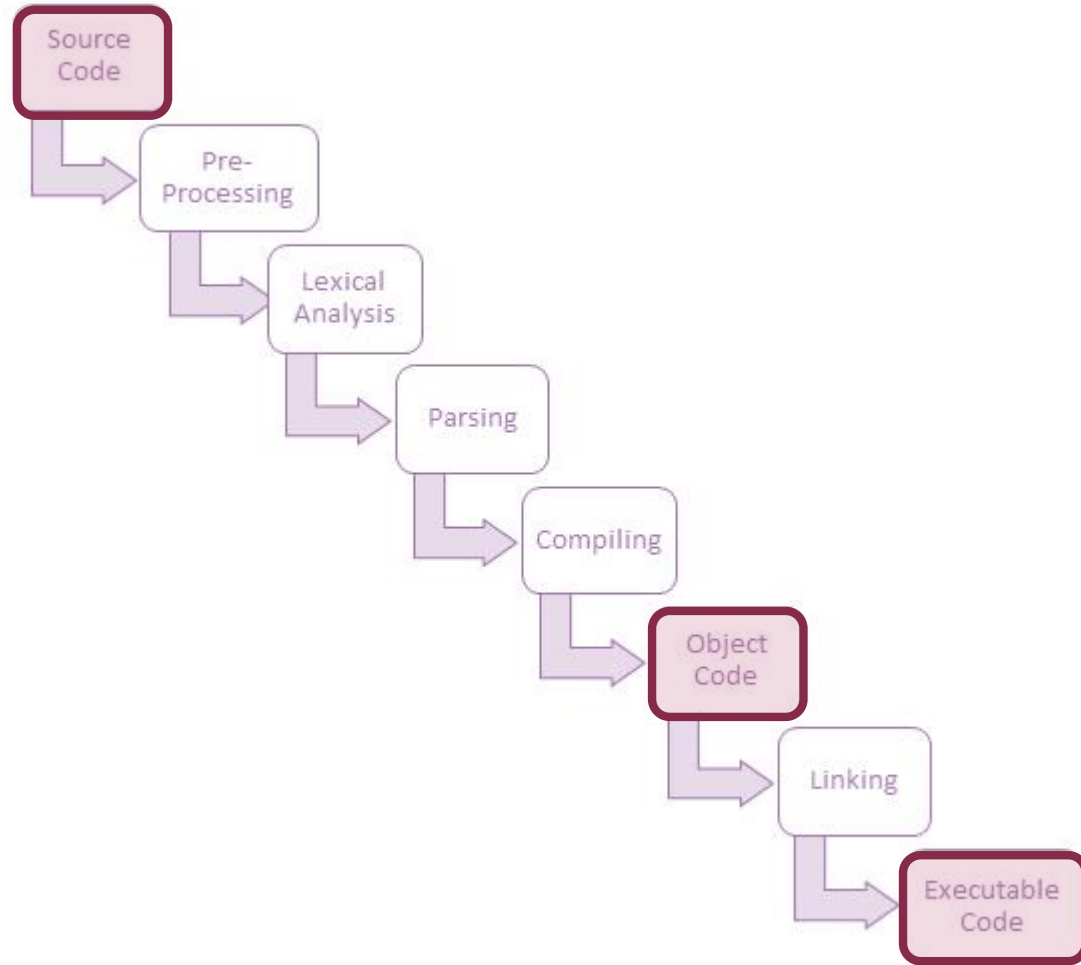 Source
Code
Pre-
Processing
Lexical
Analysis
Parsing
Compiling
Object
Code
Linking
Executable
Code